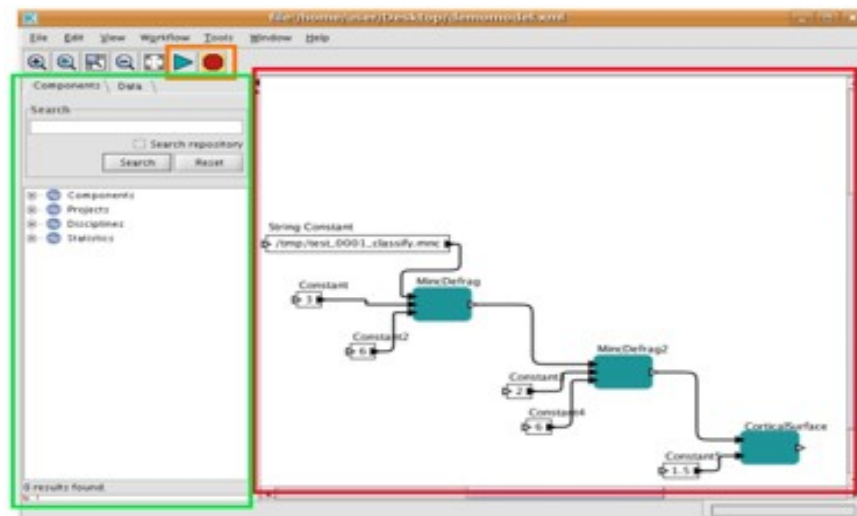 file:/home/user/Desktop/demomodel.xml
File Edit View Workflow Tools Window Help
Components Data
Search
Search repository
Search Reset
Components
Projects
Disciplines
Statistics
0 results found.
String Constant
/tmp/test_0001_classify.mnc
Constant
3
MincDefrag
Constant2
6
MincDefrag2
Constant3
2
Constant4
6
CorticalSurface
Constant5
1.5